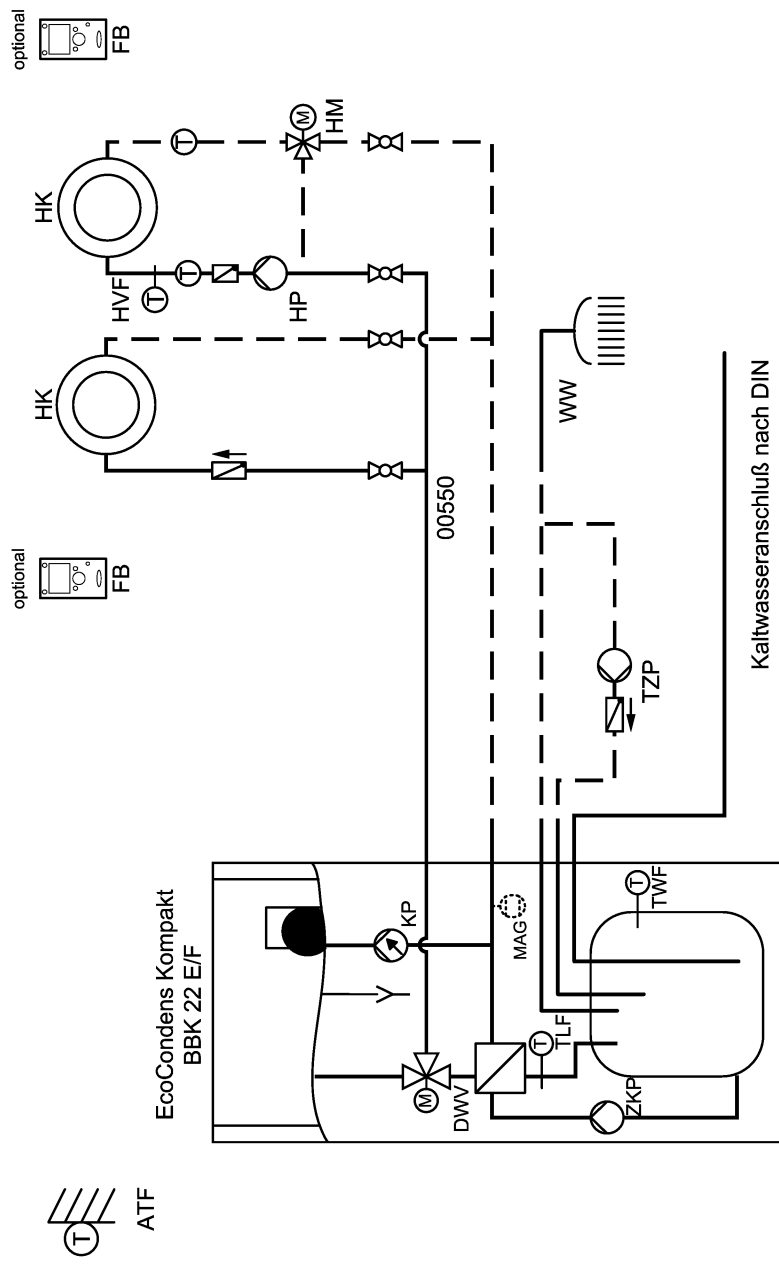 optional
FB
optional
FB
HK
HK
HVF
T
T
T
HP
M
HM
00550
WW
TZP
Kaltwasseranschluß nach DIN
EcoCondens Kompakt
BBK 22 E/F
KP
MAG
M
DWV
T
TLF
T
TWF
ZKP
T
ATF